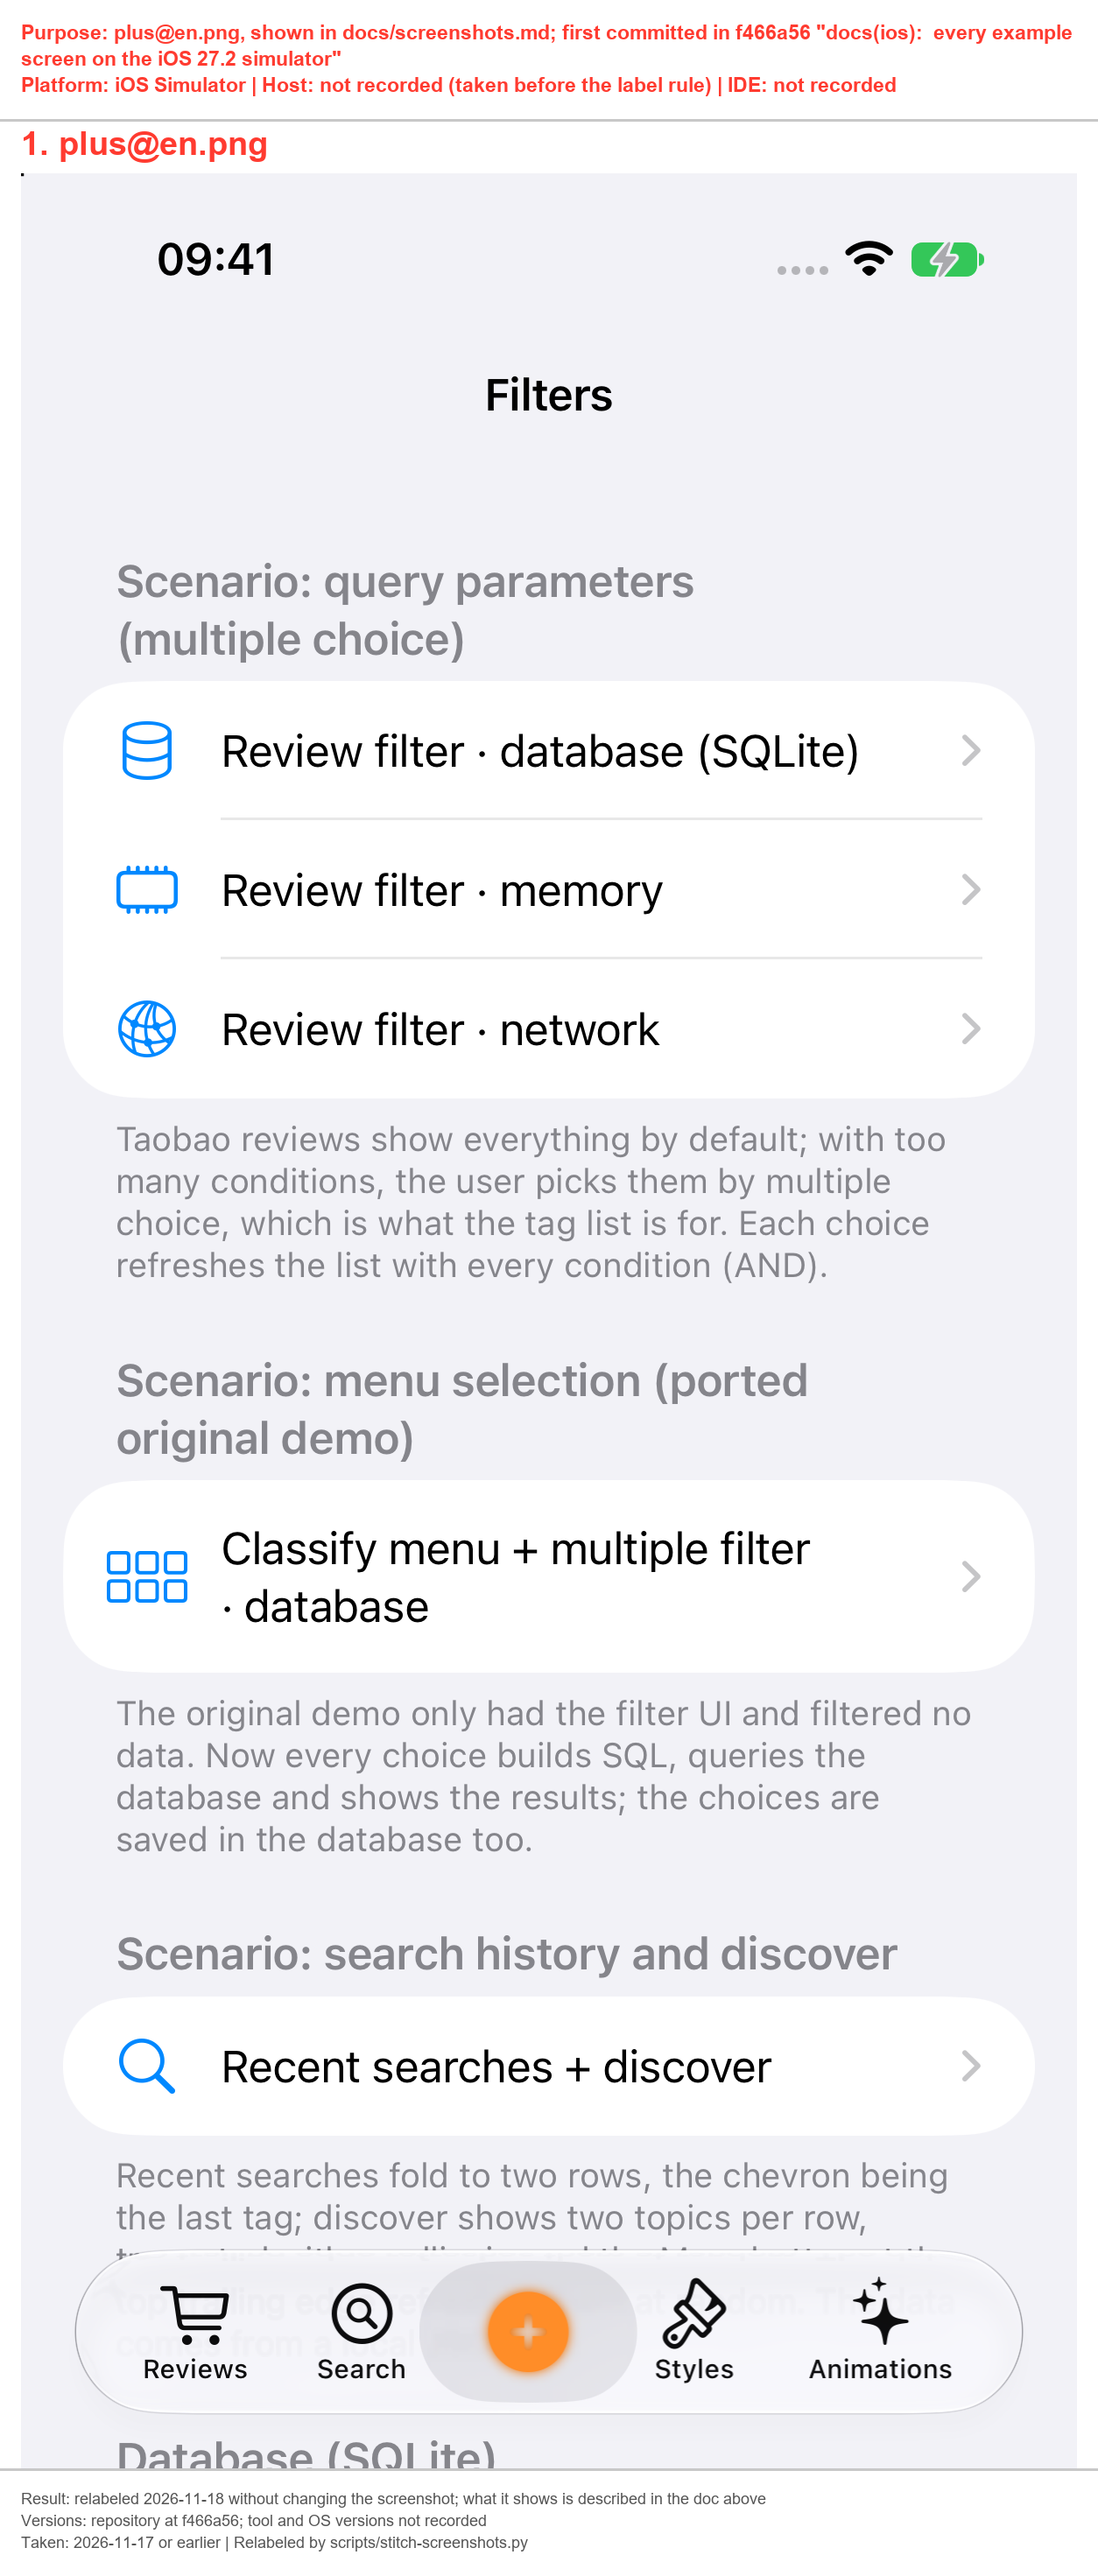 Purpose: plus@en.png, shown in docs/screenshots.md; first committed in f466a56 "docs(ios):  every example
screen on the iOS 27.2 simulator"
Platform: iOS Simulator | Host: not recorded (taken before the label rule) | IDE: not recorded
1. plus@en.png
09:41
Filters
Scenario: query parameters
(multiple choice)
Review filter · database (SQLite)
Review filter · memory
Review filter · network
Taobao reviews show everything by default; with too
many conditions, the user picks them by multiple
choice, which is what the tag list is for. Each choice
refreshes the list with every condition (AND).
Scenario: menu selection (ported
original demo)
Classify menu + multiple filter
· database
The original demo only had the filter UI and filtered no
data. Now every choice builds SQL, queries the
database and shows the results; the choices are
saved in the database too.
Scenario: search history and discover
Recent searches + discover
Recent searches fold to two rows, the chevron being
the last tag; discover shows two topics per row,
Reviews
Search
Styles
Animations
Database (SQLite)
Result: relabeled 2026-11-18 without changing the screenshot; what it shows is described in the doc above
Versions: repository at f466a56; tool and OS versions not recorded
Taken: 2026-11-17 or earlier | Relabeled by scripts/stitch-screenshots.py